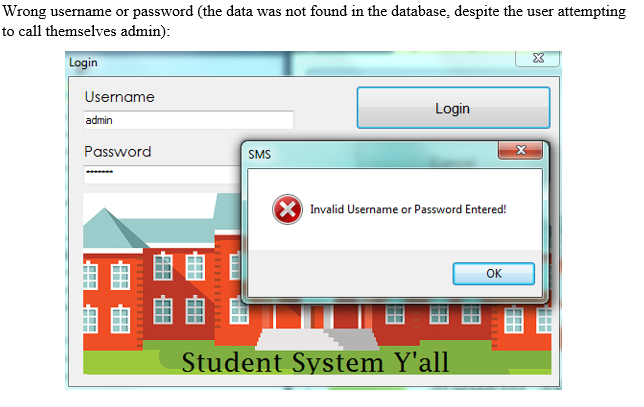 Wrong username or password (the data was not found in the database, despite the user attempting
to call themselves admin):
Login
Username
Login
admin
Password
SMS
*******
Invalid Username or Password Entered!
OK
Student System Y'all